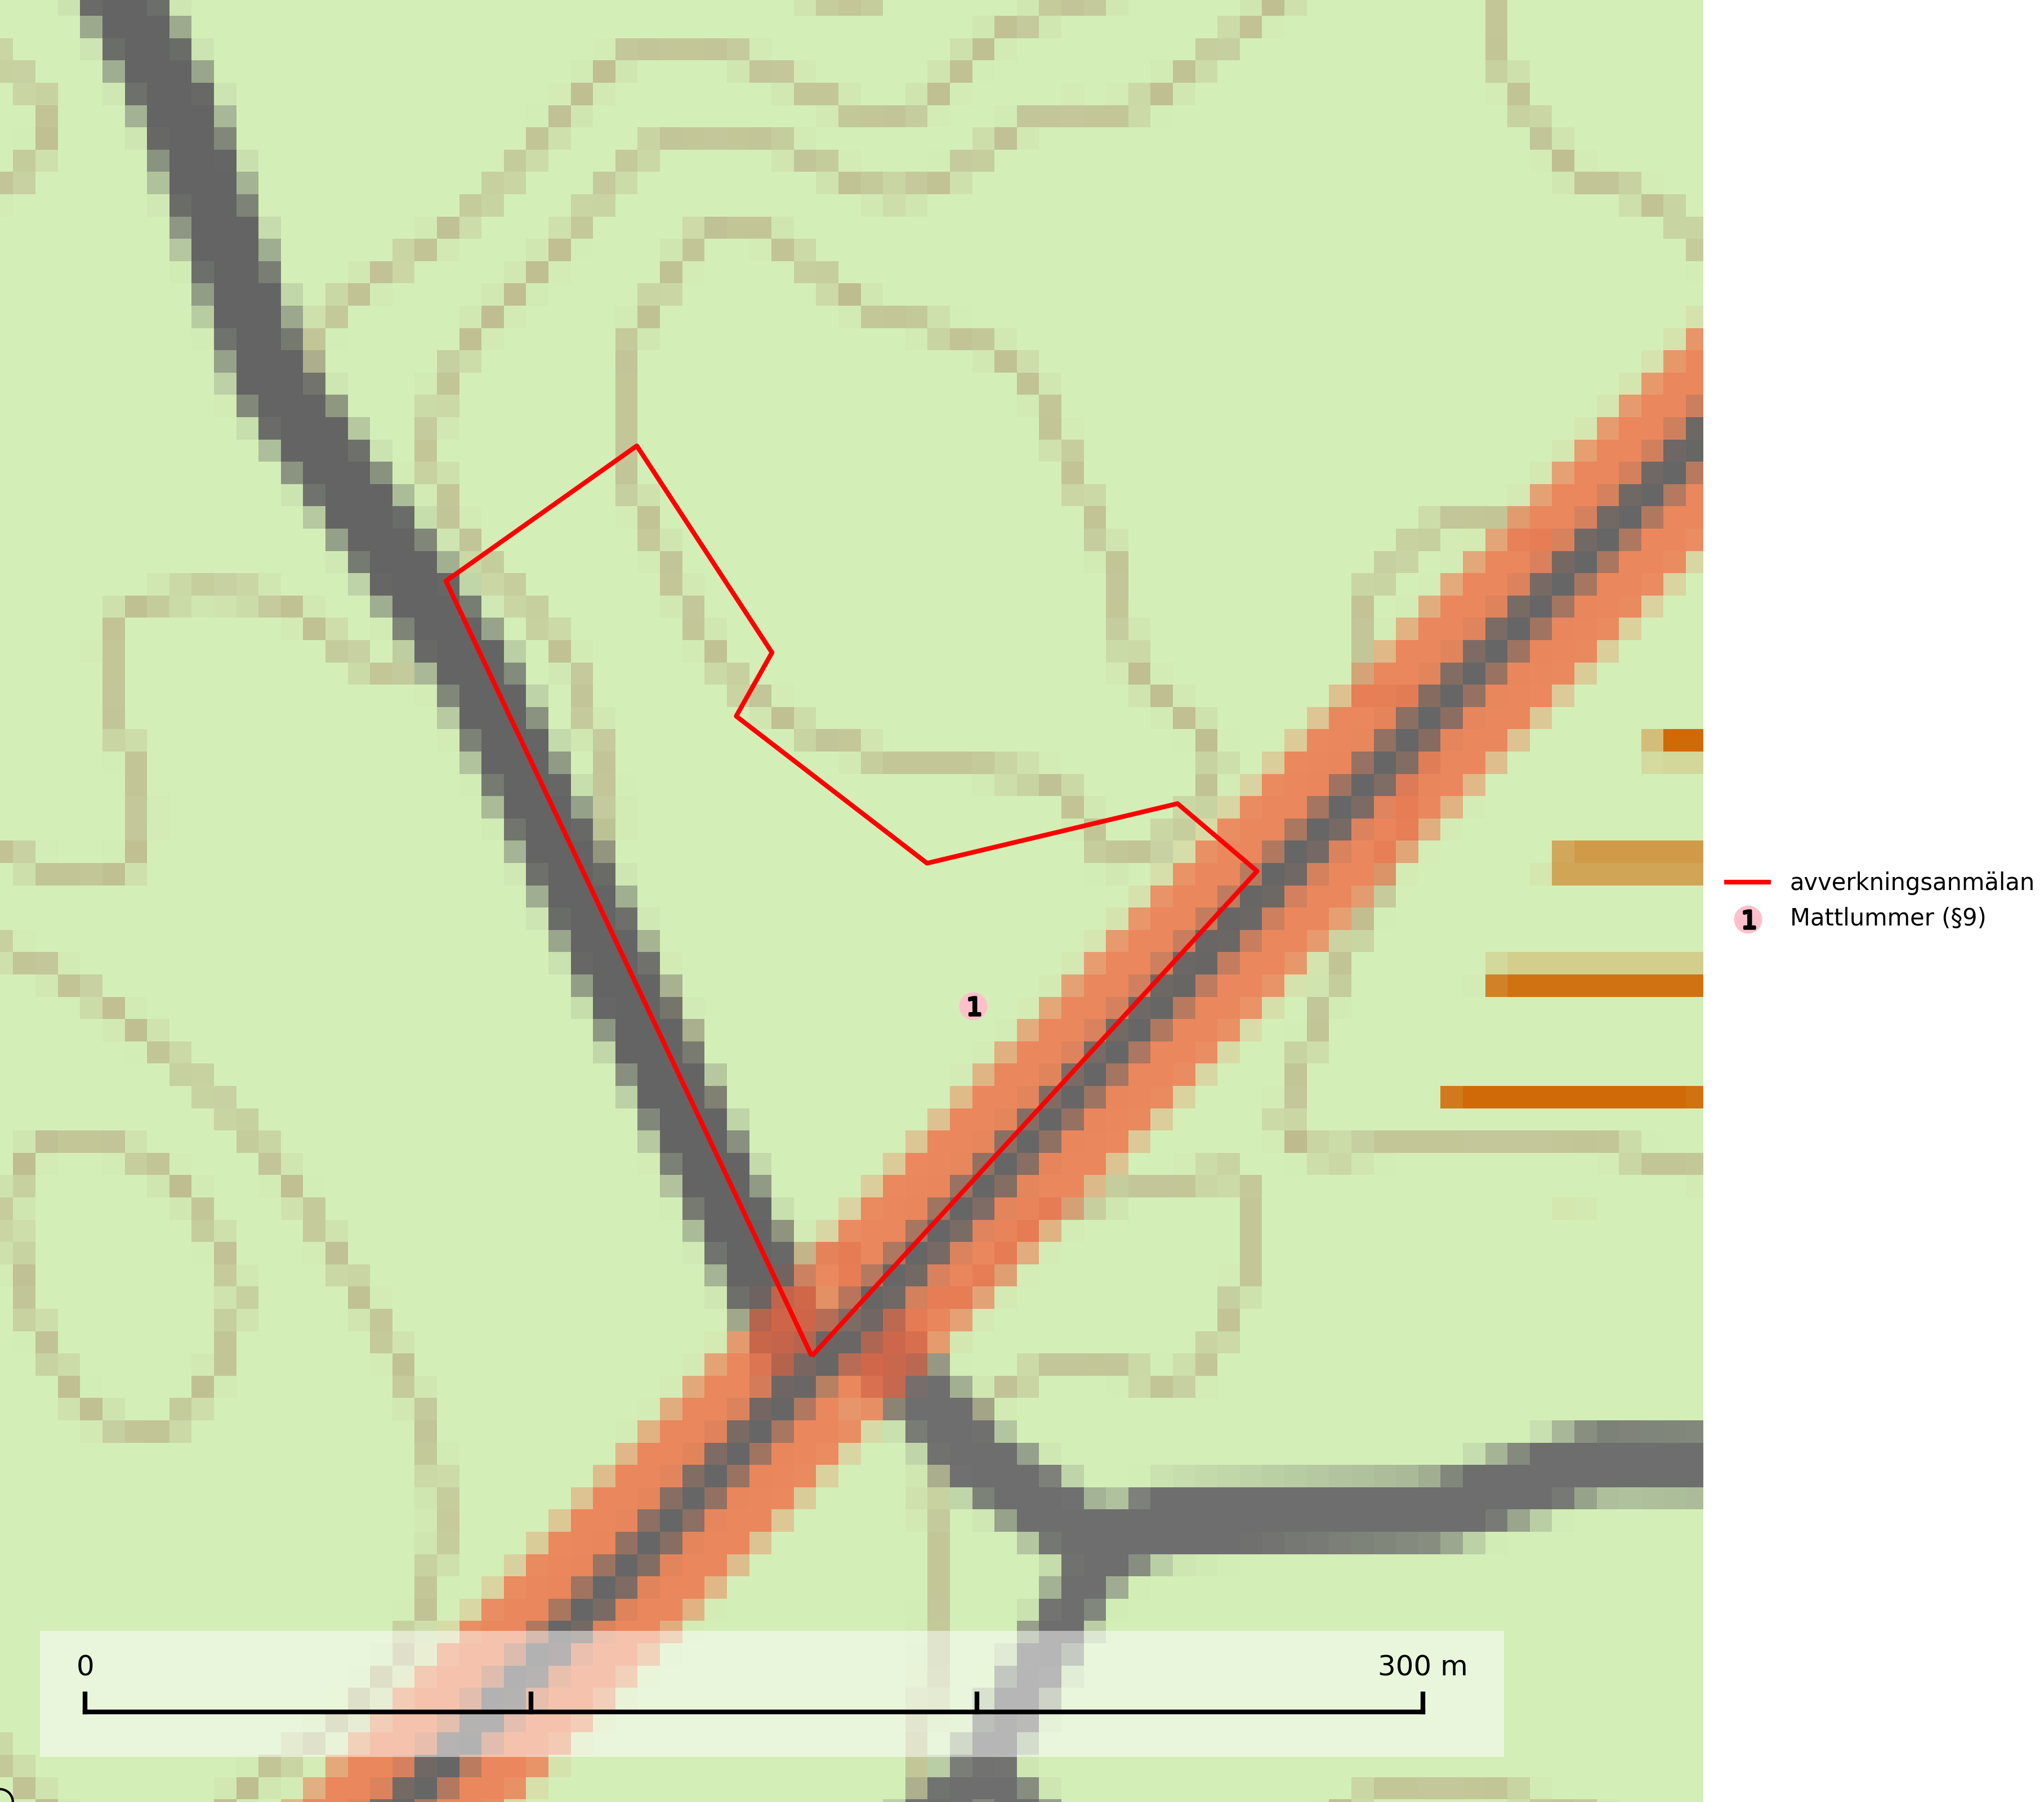 avverkningsanmälan
1 Mattlummer (§9)
1
0 300 m